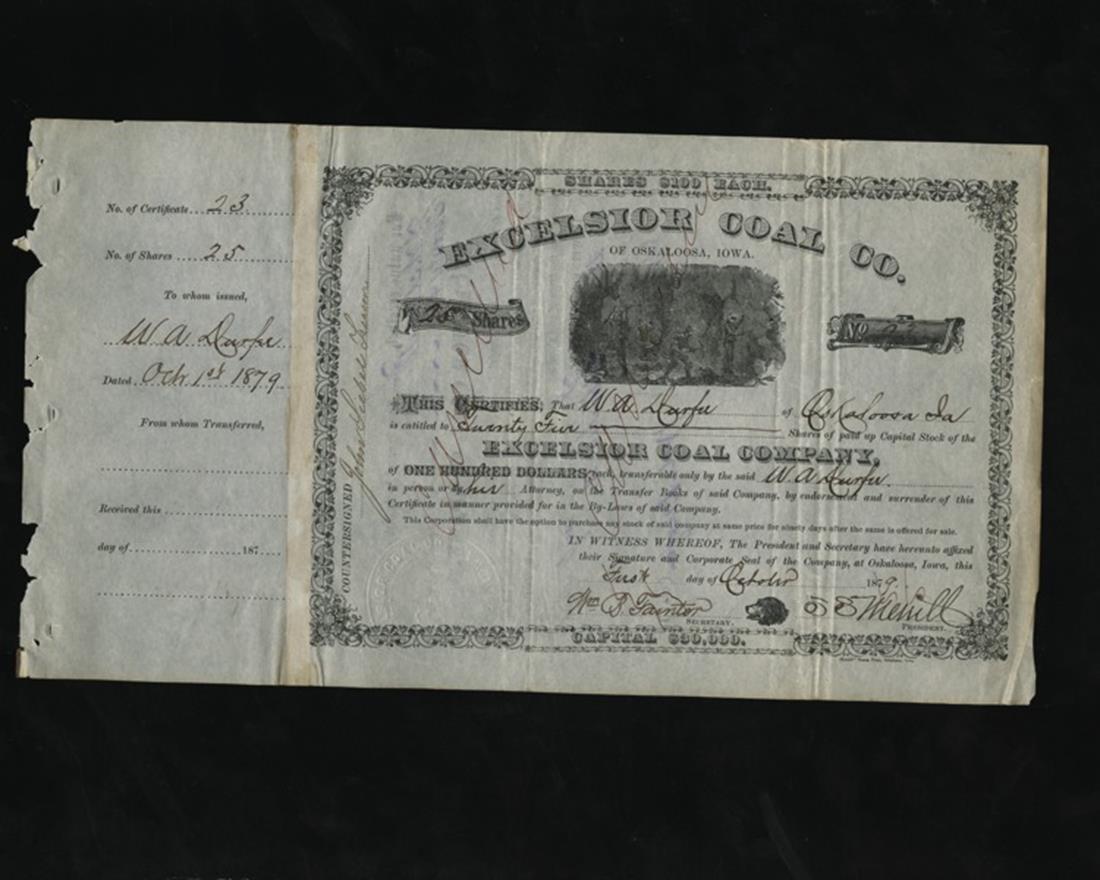 No. of Certificate 23
No. of Shares 25
To whom issued,
W A Durfee
Dated Oct 1st 1879
From whom Transferred,
Received this
day of 187
COUNTERSIGNED John
SHARES $100 EACH.
EXCELSIOR COAL CO.
OF OSKALOOSA, IOWA.
25 Shares
No
This Certifies, That W A Durfee of Oskaloosa Ia
is entitled to Twenty Five Shares of paid up Capital Stock of the
EXCELSIOR COAL COMPANY,
of ONE HUNDRED DOLLARS each, transferable only by the said W A Durfee
in person or by his Attorney, on the Transfer Books of said Company, by endorsement and surrender of this
Certificate in manner provided for in the By-Laws of said Company.
This Corporation shall have the option to purchase any stock of said company at same price for ninety days after the same is offered for sale.
IN WITNESS WHEREOF, The President and Secretary have hereunto affixed
their Signature and Corporate Seal of the Company, at Oskaloosa, Iowa, this
First day of October 1879
Wm S. Taintor
SECRETARY.
Merrill
PRESIDENT
CAPITAL $30,000.